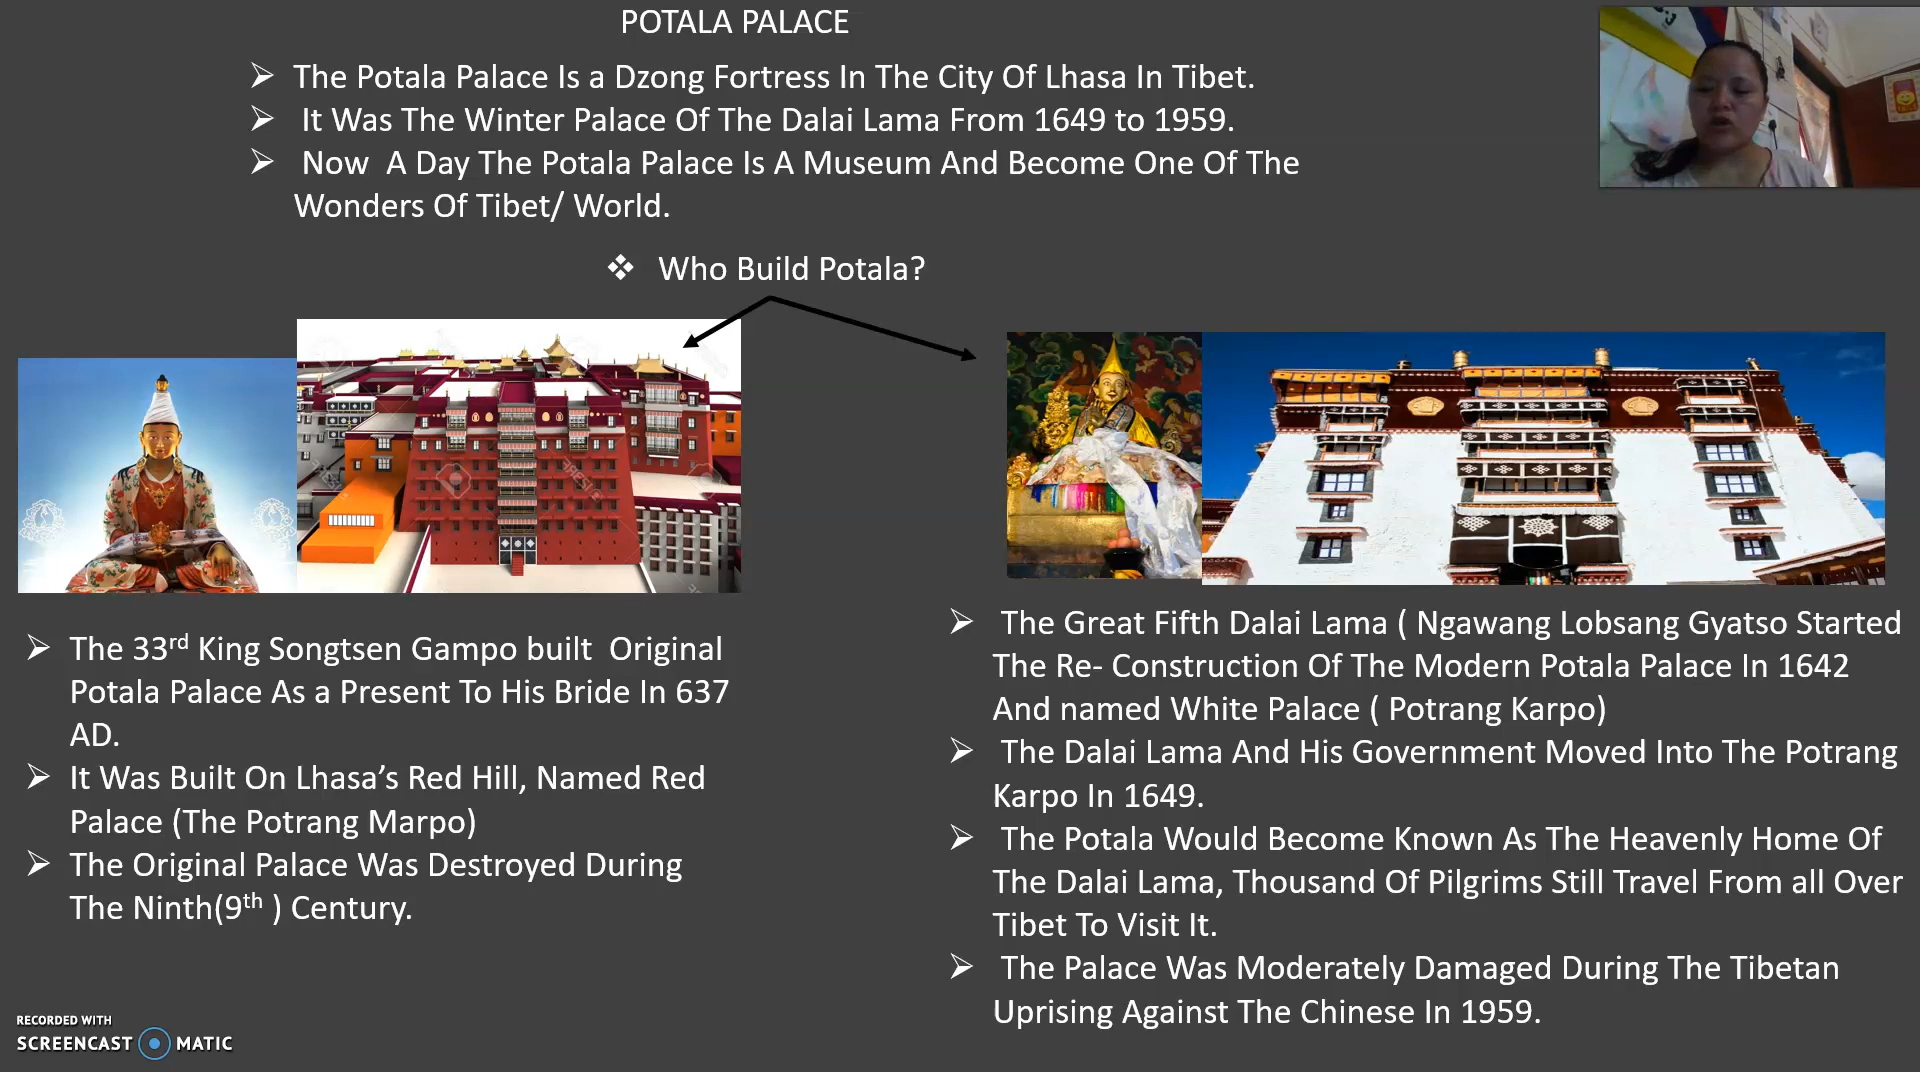 POTALA PALACE
The Potala Palace Is a Dzong Fortress In The City Of Lhasa In Tibet.
It Was The Winter Palace Of The Dalai Lama From 1649 to 1959.
Now A Day The Potala Palace Is A Museum And Become One Of The
Wonders Of Tibet/ World.
Who Build Potala?
The 33rd King Songtsen Gampo built Original
Potala Palace As a Present To His Bride In 637
AD.
It Was Built On Lhasa’s Red Hill, Named Red
Palace (The Potrang Marpo)
The Original Palace Was Destroyed During
The Ninth(9th ) Century.
The Great Fifth Dalai Lama ( Ngawang Lobsang Gyatso Started
The Re- Construction Of The Modern Potala Palace In 1642
And named White Palace ( Potrang Karpo)
The Dalai Lama And His Government Moved Into The Potrang
Karpo In 1649.
The Potala Would Become Known As The Heavenly Home Of
The Dalai Lama, Thousand Of Pilgrims Still Travel From all Over
Tibet To Visit It.
The Palace Was Moderately Damaged During The Tibetan
Uprising Against The Chinese In 1959.
RECORDED WITH
SCREENCAST MATIC